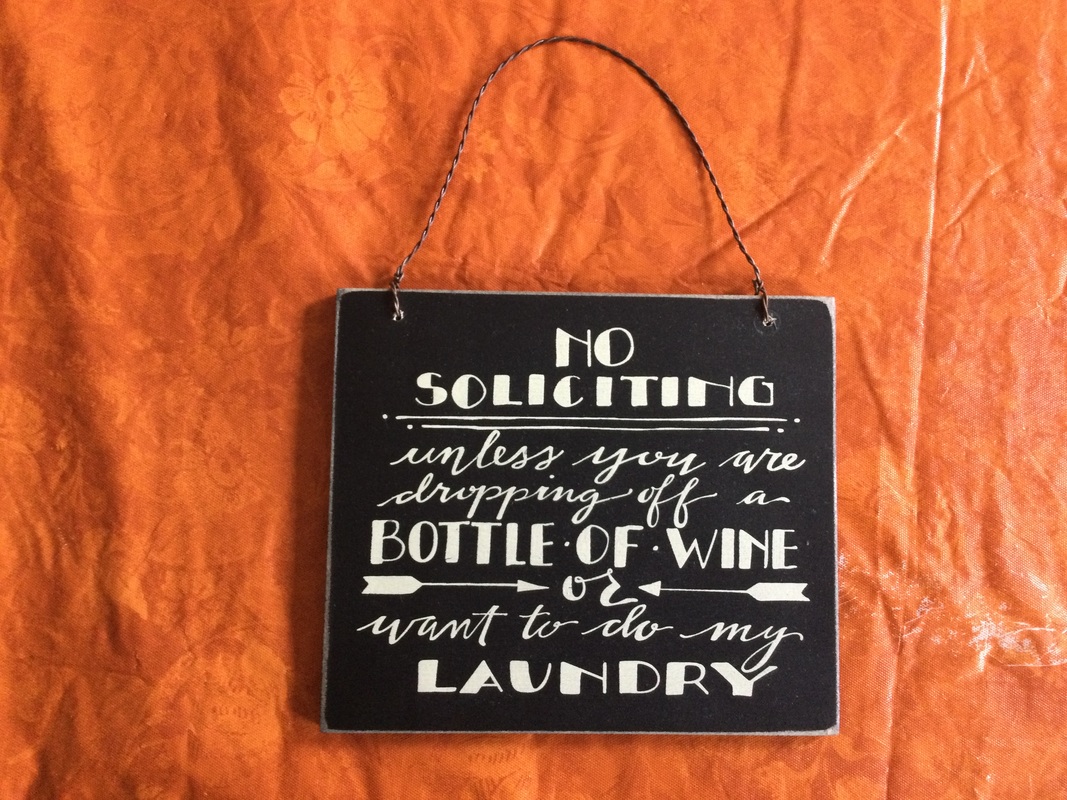 NO
SOLICITING
unless you are
dropping off a
BOTTLE·OF·WINE
or
want to do my
LAUNDRY